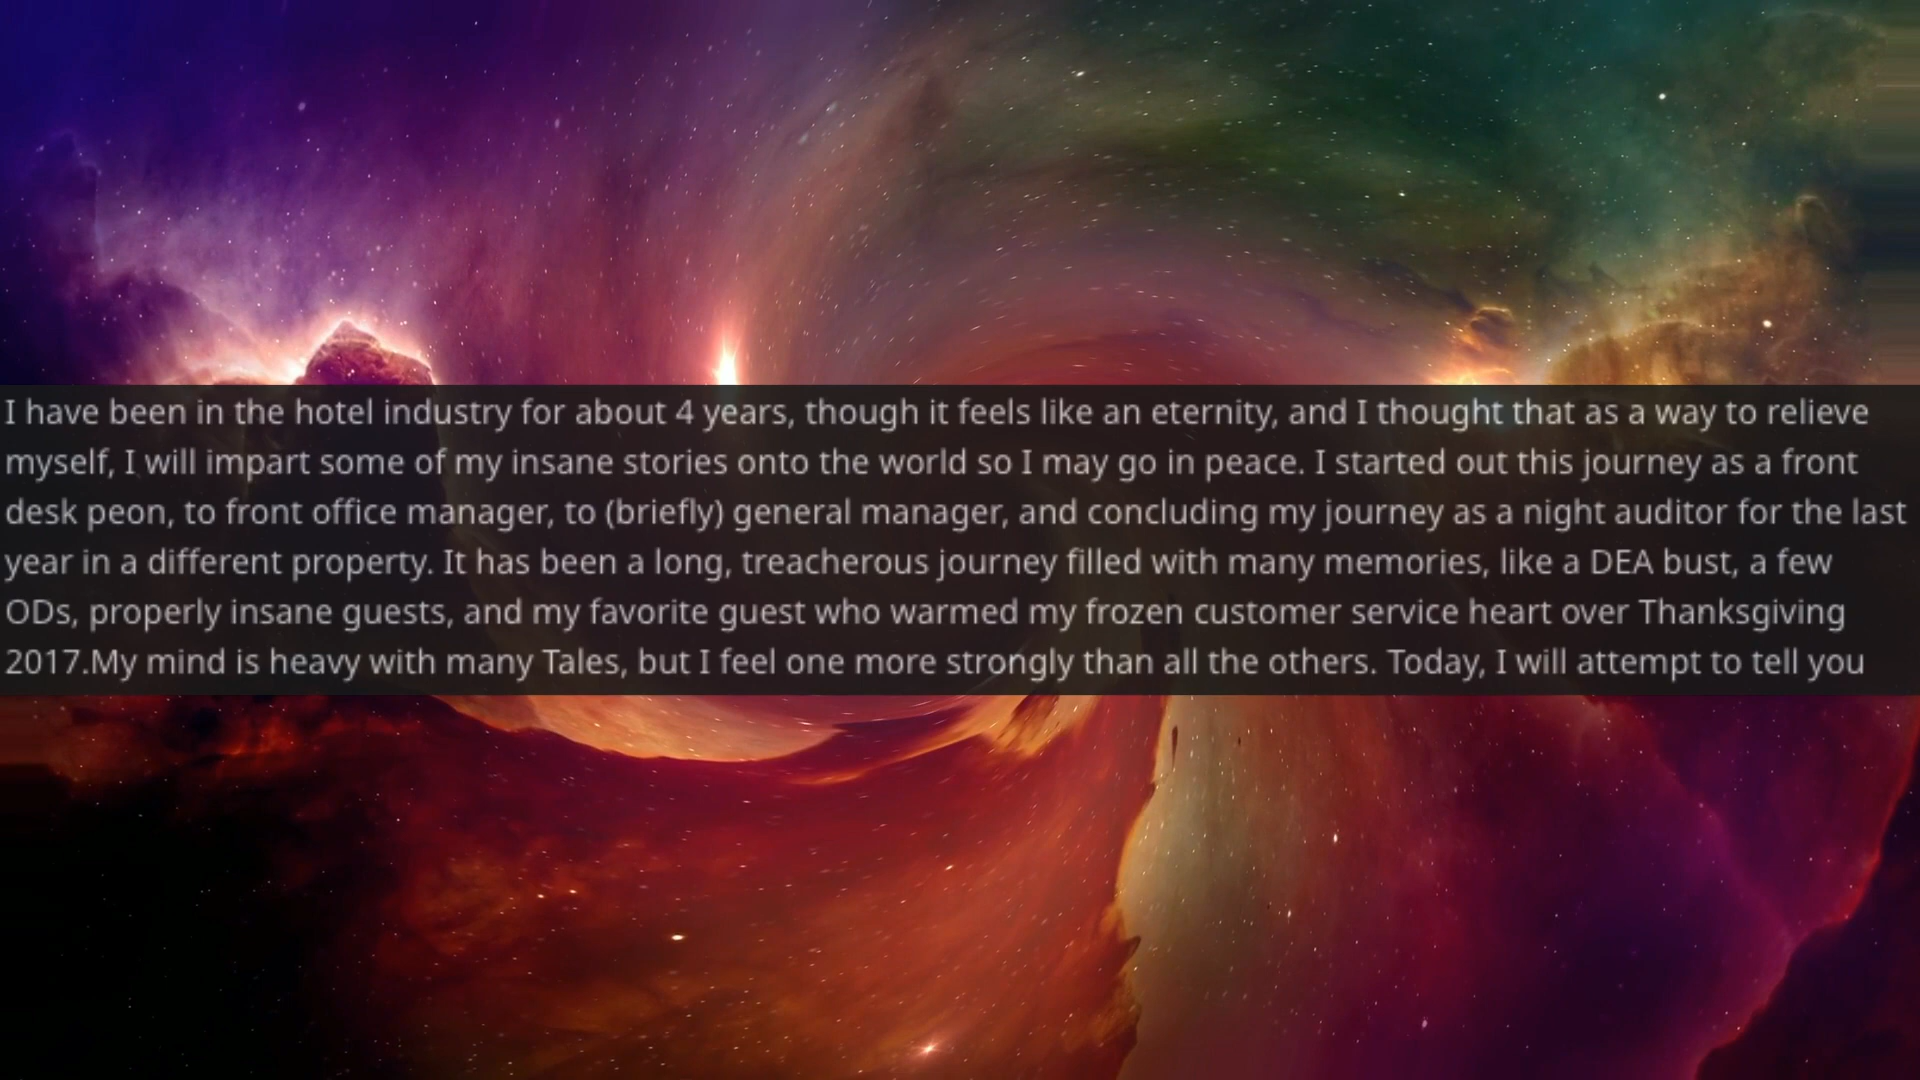 I have been in the hotel industry for about 4 years, though it feels like an eternity, and I thought that as a way to relieve
myself, I will impart some of my insane stories onto the world so I may go in peace. I started out this journey as a front
desk peon, to front office manager, to (briefly) general manager, and concluding my journey as a night auditor for the last
year in a different property. It has been a long, treacherous journey filled with many memories, like a DEA bust, a few
ODs, properly insane guests, and my favorite guest who warmed my frozen customer service heart over Thanksgiving
2017.My mind is heavy with many Tales, but I feel one more strongly than all the others. Today, I will attempt to tell you